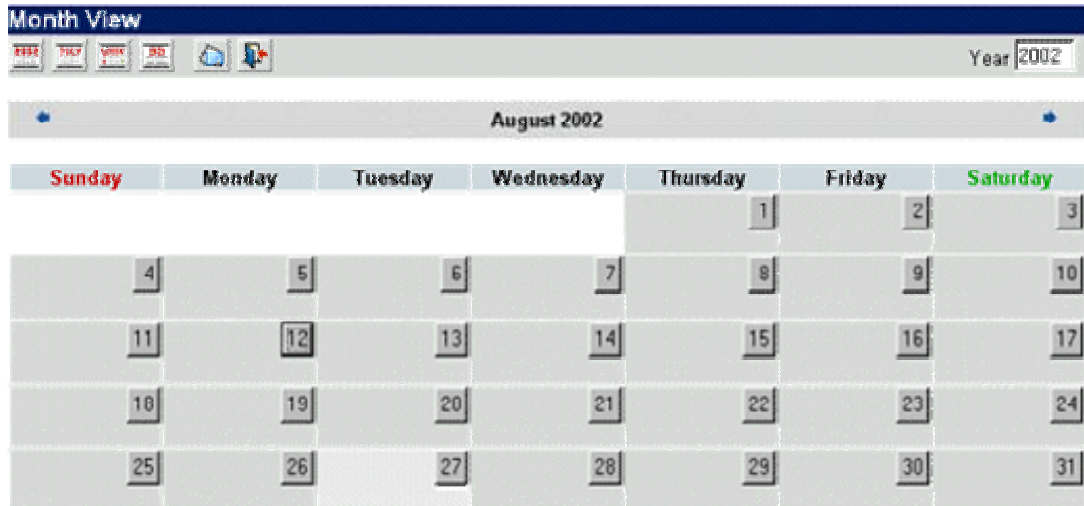 Month View
Year 2002
August 2002
Sunday Monday Tuesday Wednesday Thursday Friday Saturday
1 2 3
4 5 6 7 8 9 10
11 12 13 14 15 16 17
18 19 20 21 22 23 24
25 26 27 28 29 30 31